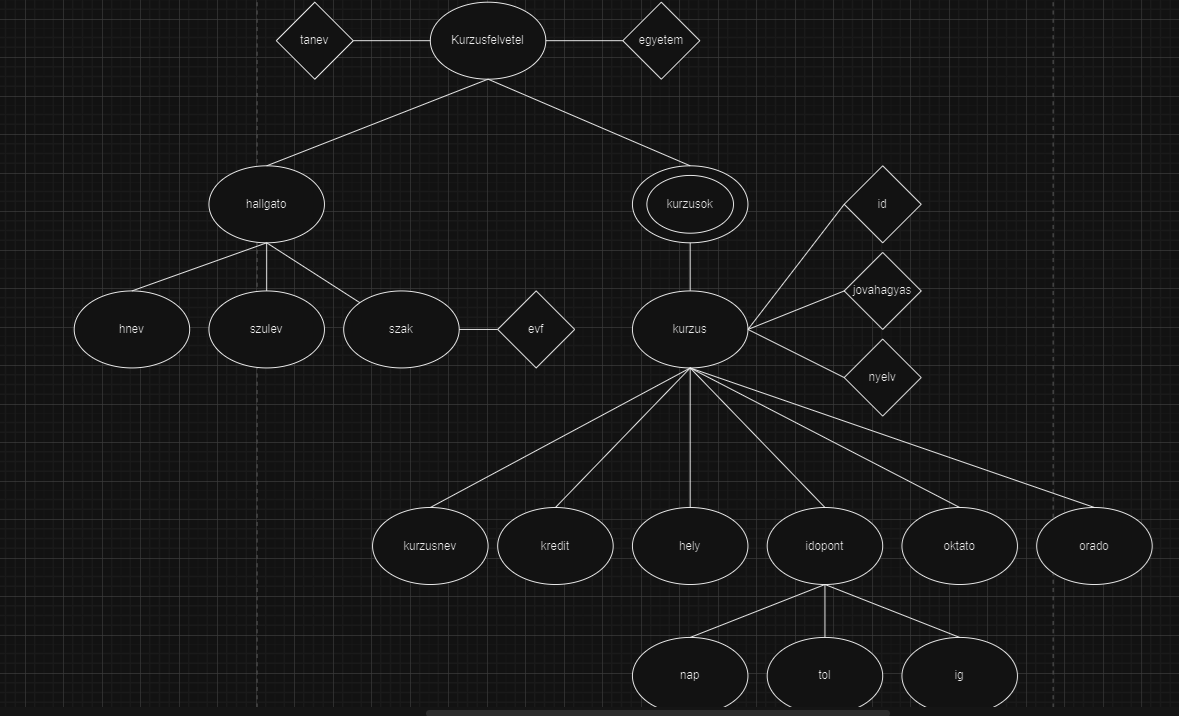 tanev
Kurzusfelvetel
egyetem
hallgato
kurzusok
id
jovahagyas
hnev
szulev
szak
evf
kurzus
nyelv
kurzusnev
kredit
hely
idopont
oktato
orado
nap
tol
ig